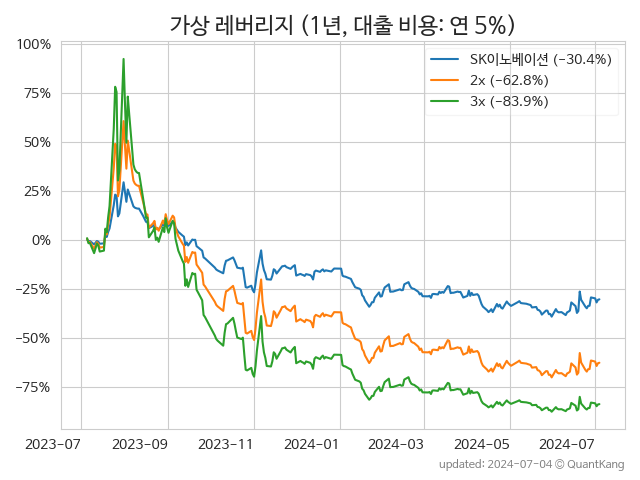 가상 레버리지 (1년, 대출 비용: 연 5%)
100%
75%
50%
25%
0%
−25%
−50%
−75%
SK이노베이션 (−30.4%)
2x (−62.8%)
3x (−83.9%)
2023-07 2023-09 2023-11 2024-01 2024-03 2024-05 2024-07
updated: 2024-07-04 © QuantKang